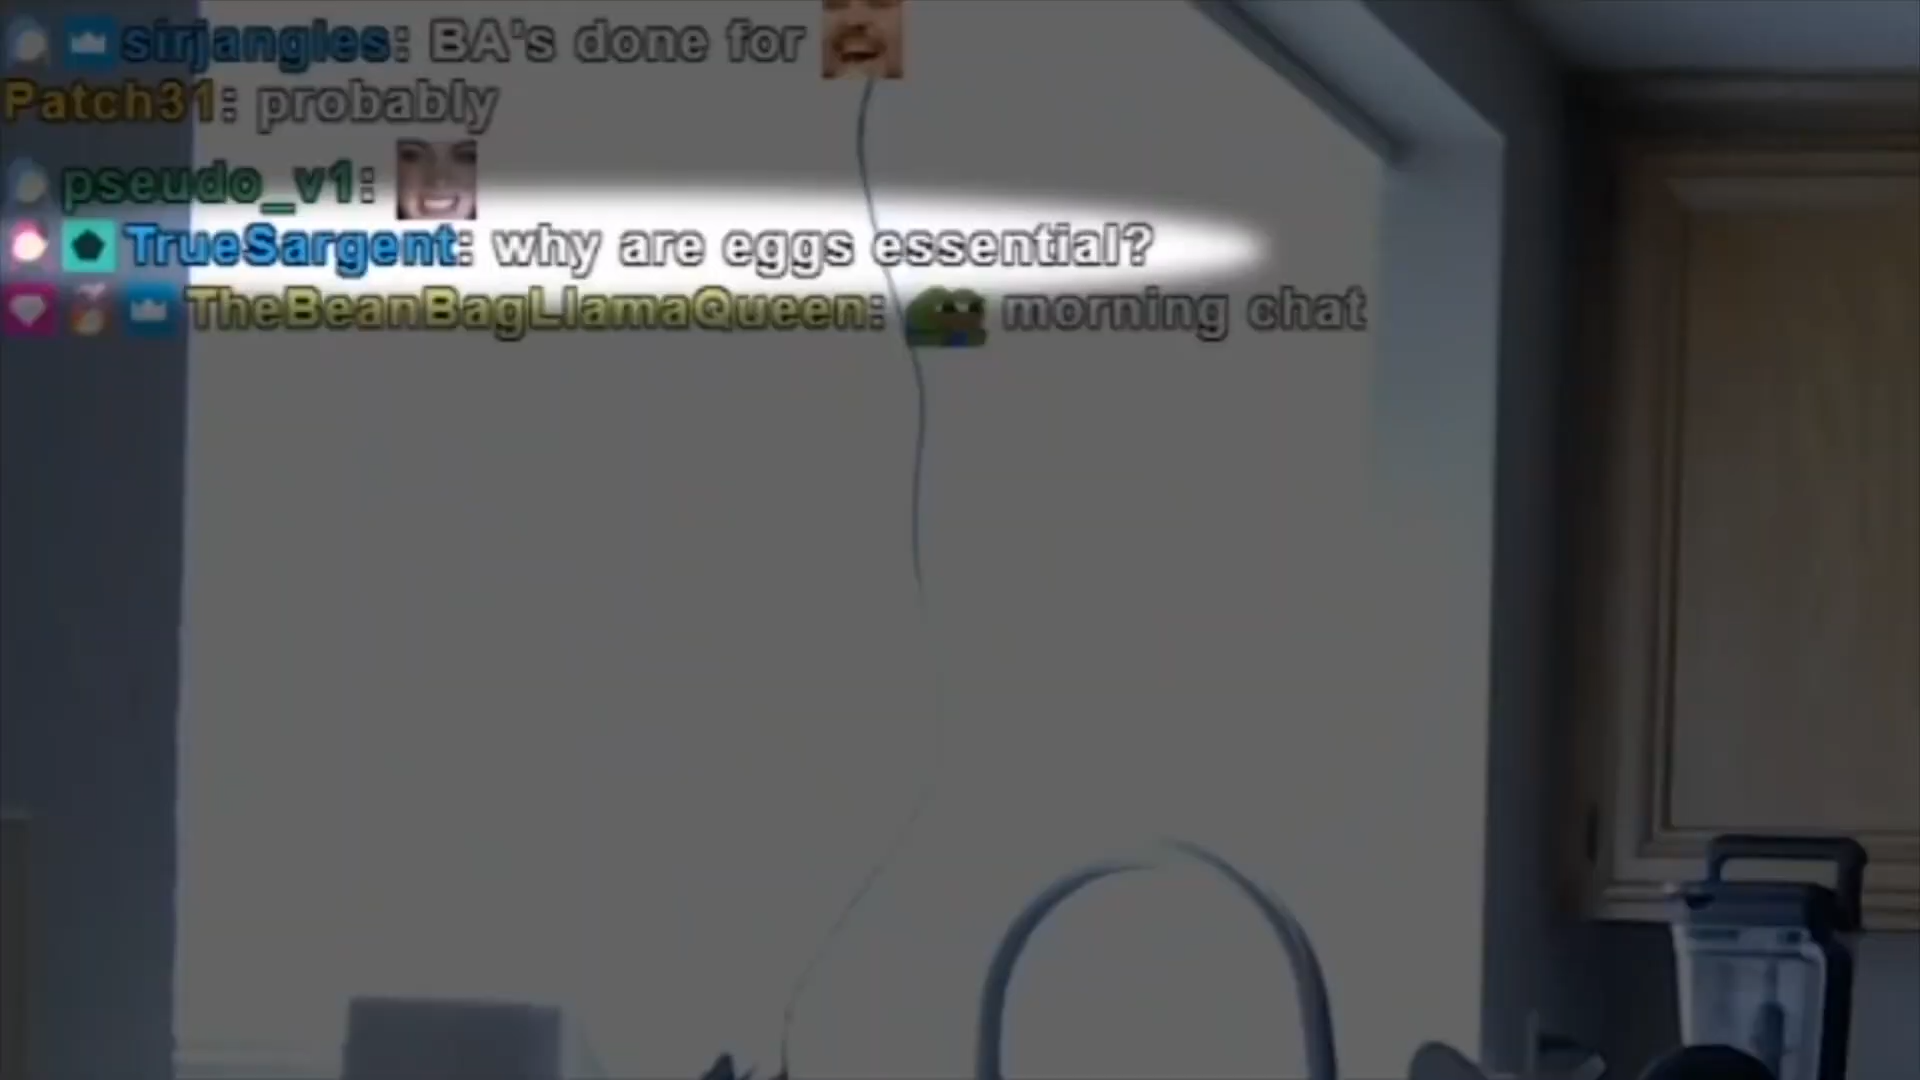 sirjangles: BA's done for
Patch31: probably
pseudo_v1:
TrueSargent: why are eggs essential?
TheBeanBagLlamaQueen: morning chat